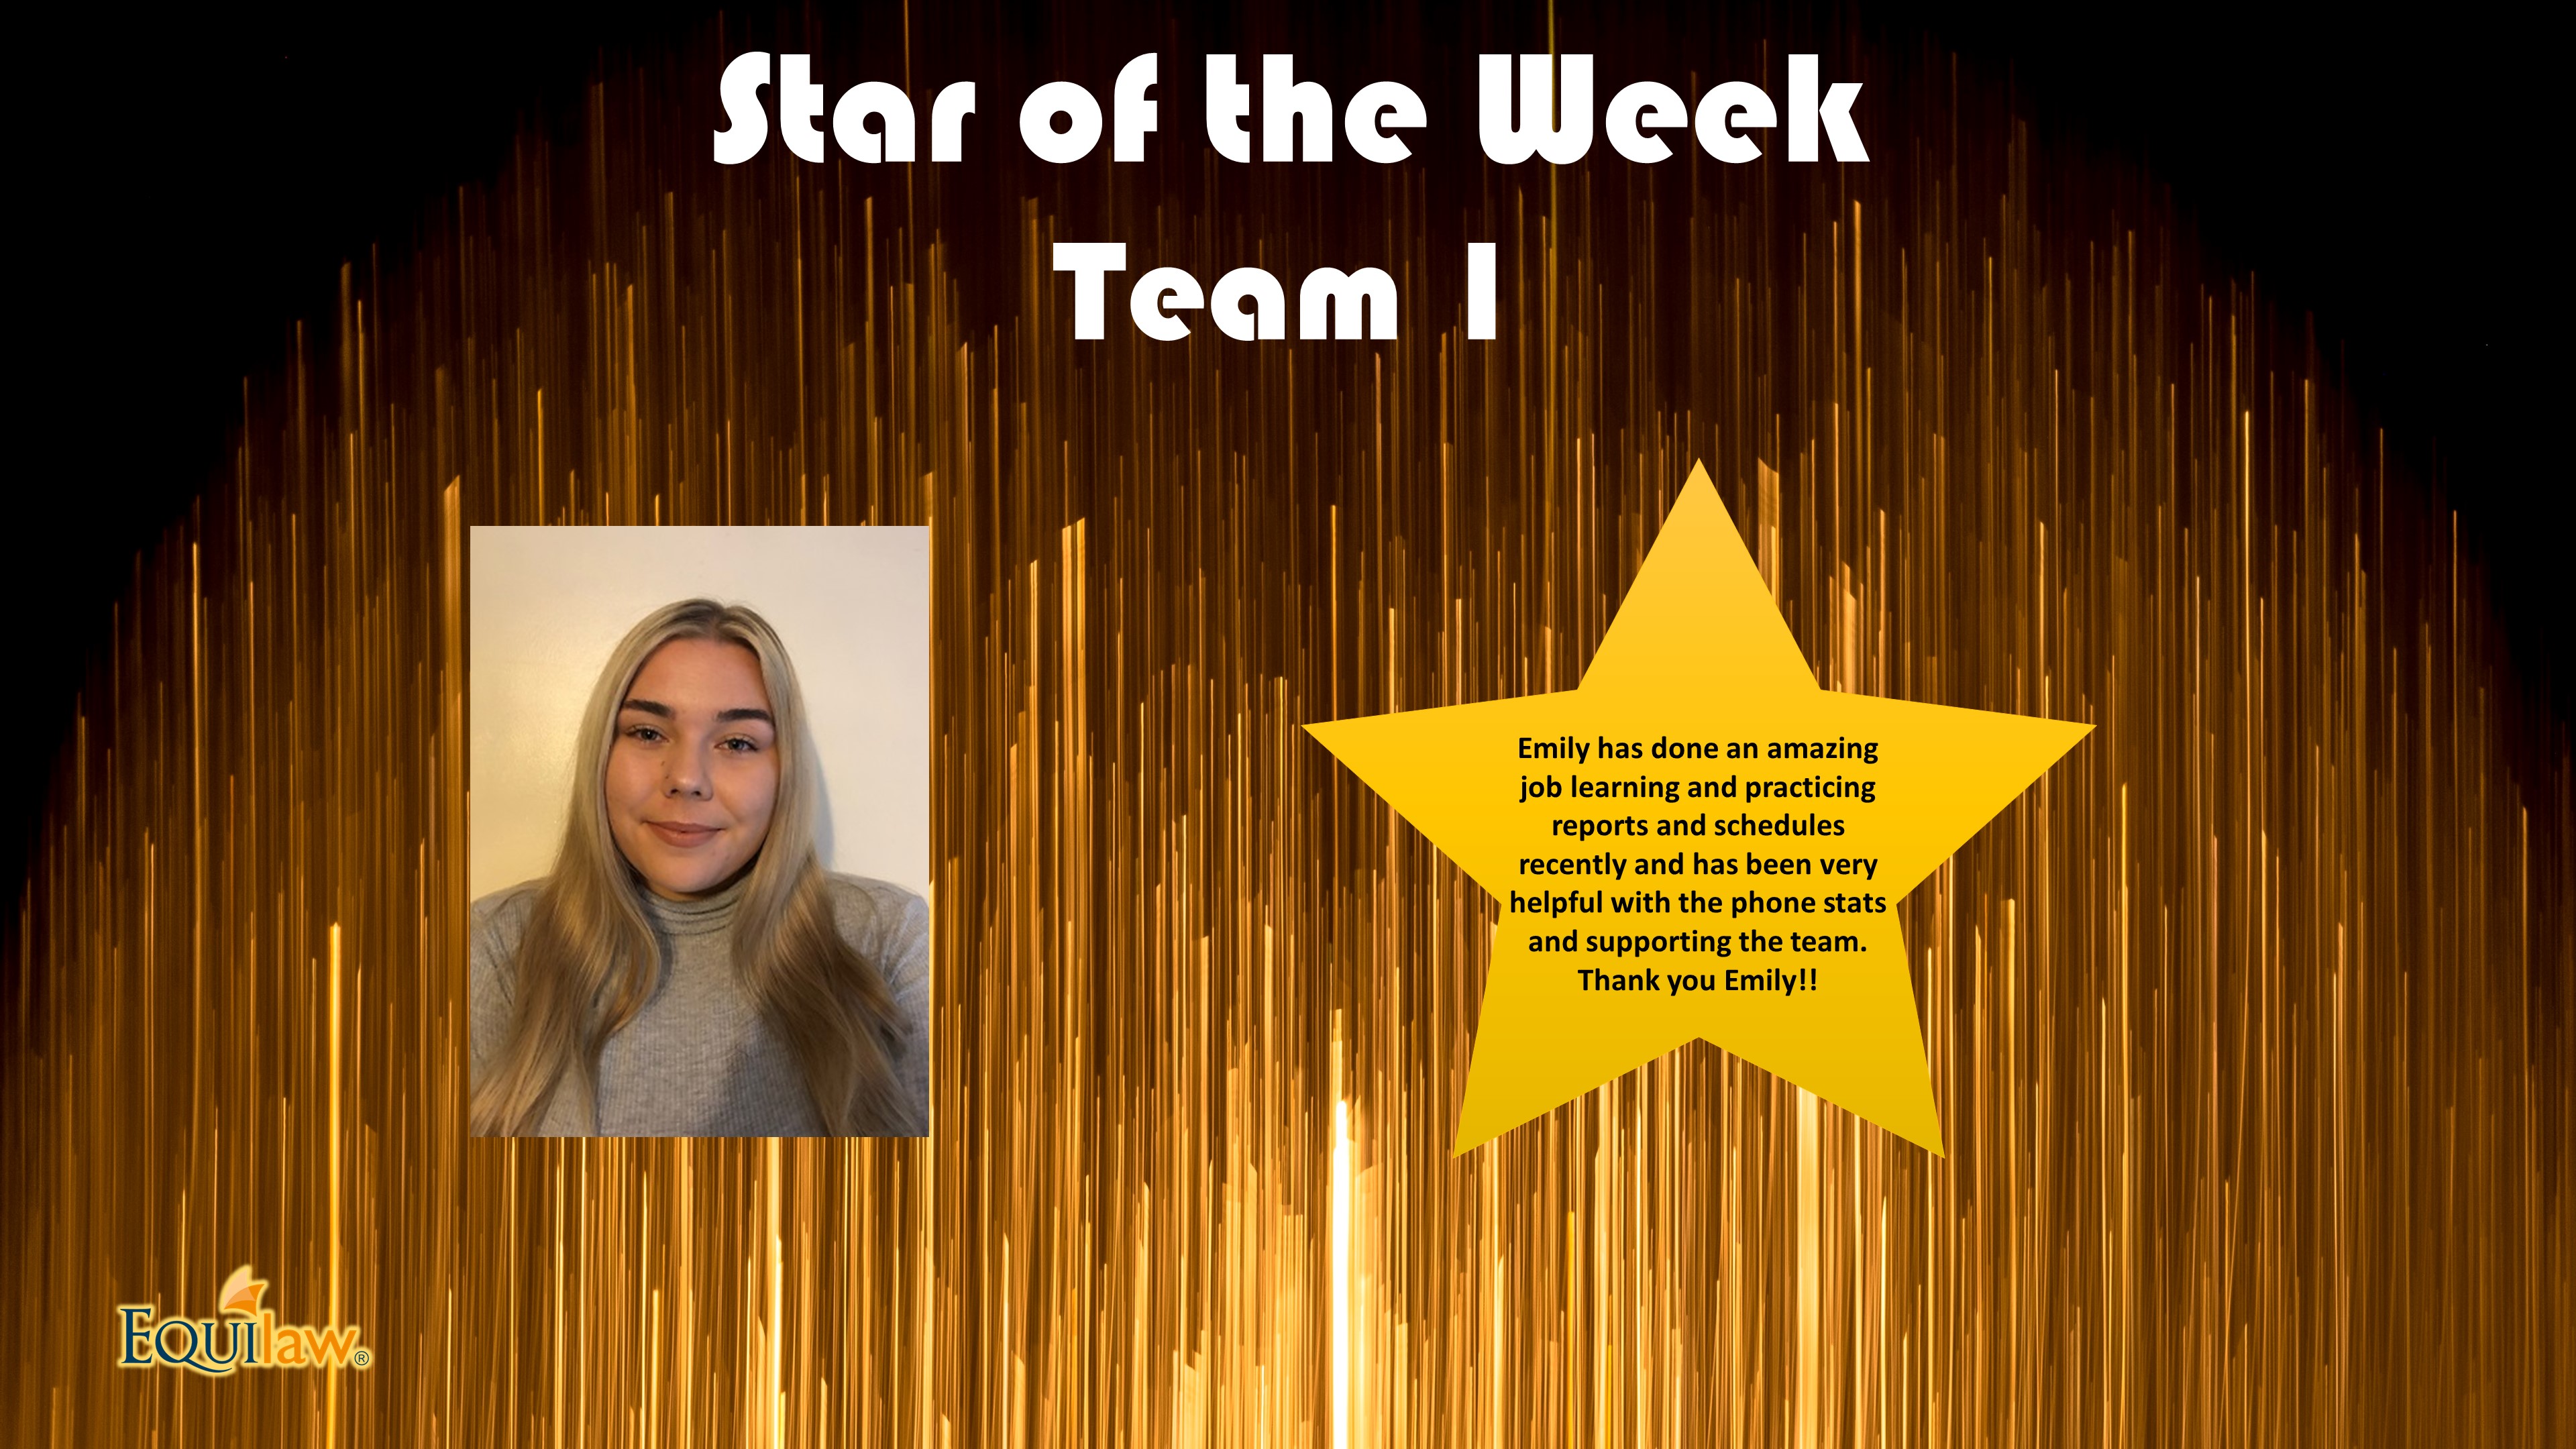 Star of the Week
Team 1
Emily has done an amazing
job learning and practicing
reports and schedules
recently and has been very
helpful with the phone stats
and supporting the team.
Thank you Emily!!
EQUIlaw®